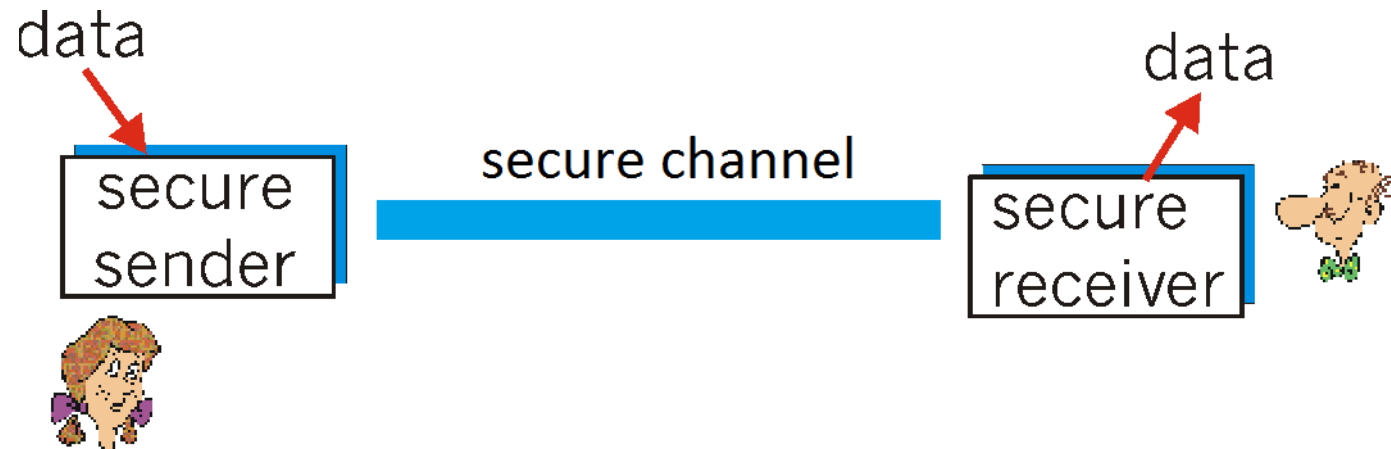 data
data
secure channel
secure
sender
secure
receiver